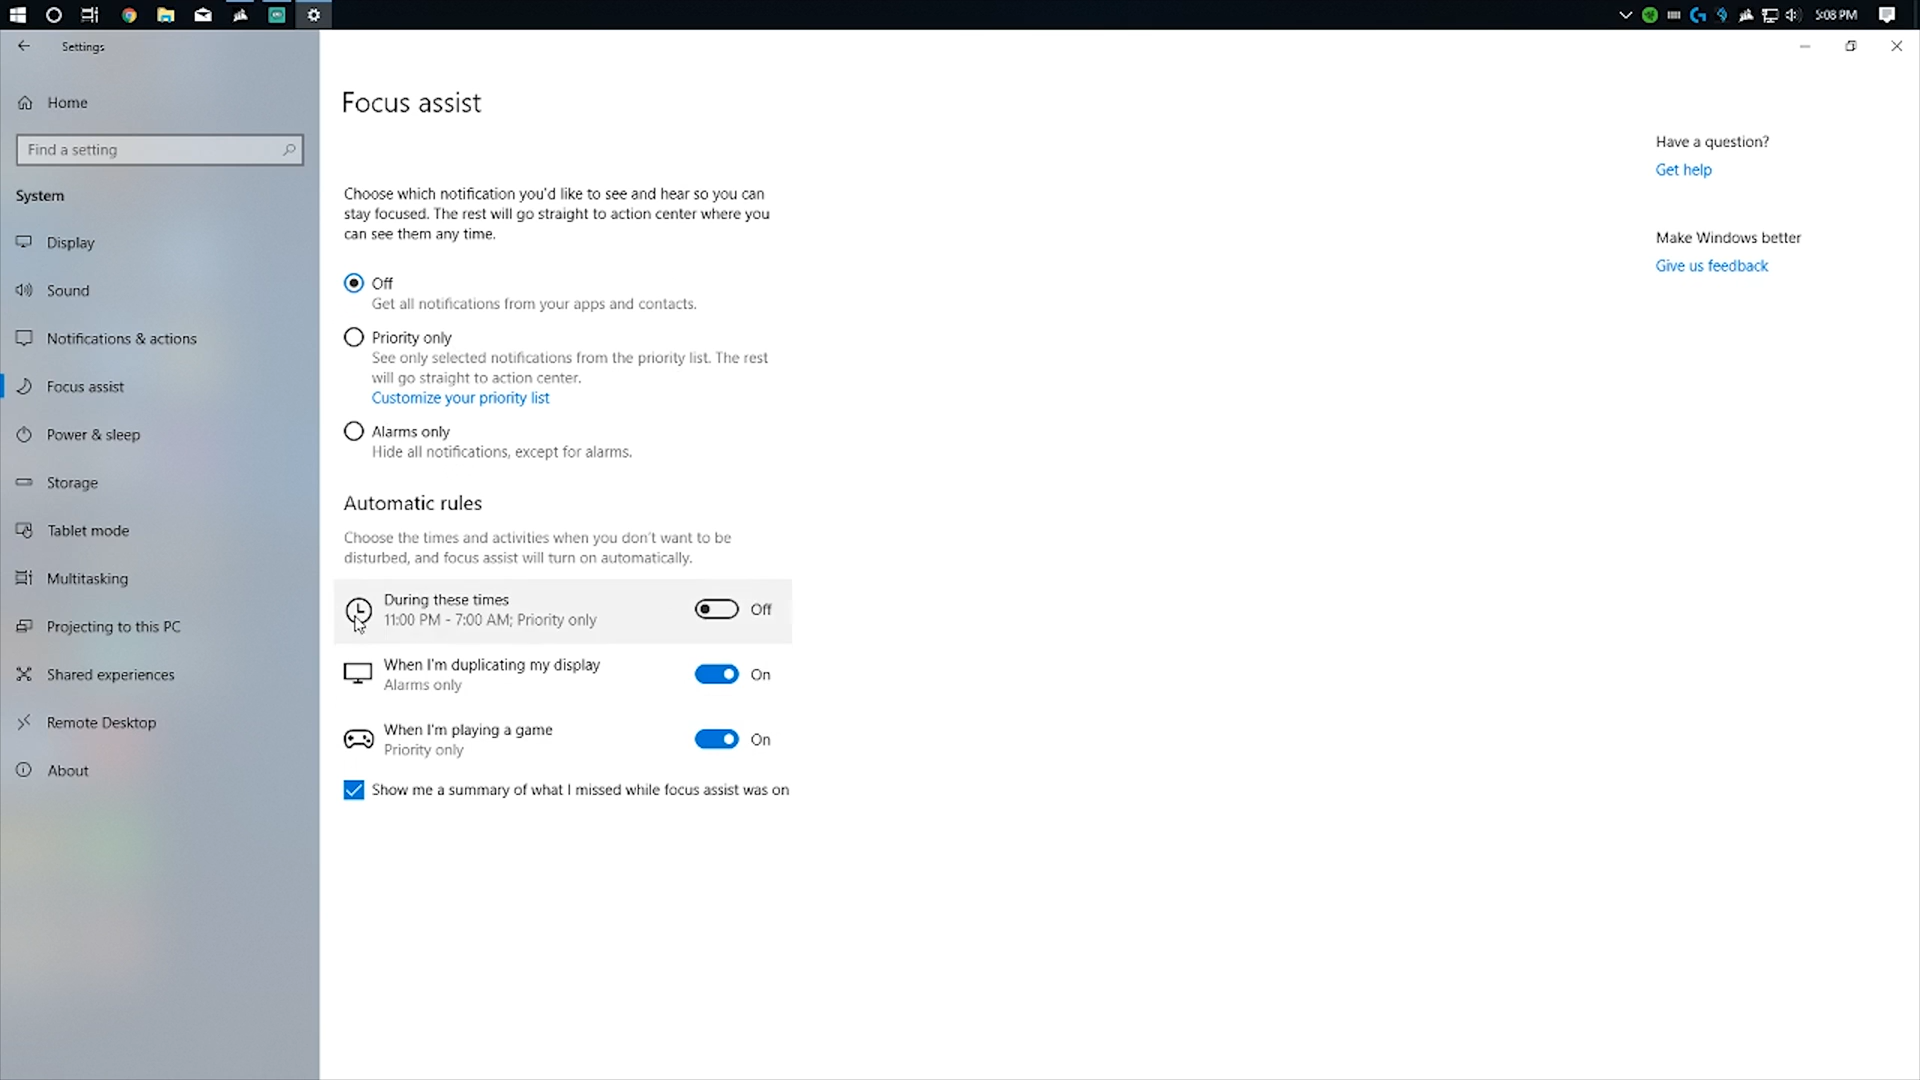 5:08 PM
Settings
Home
Find a setting
System
Display
Sound
Notifications & actions
Focus assist
Power & sleep
Storage
Tablet mode
Multitasking
Projecting to this PC
Shared experiences
Remote Desktop
About
Focus assist
Choose which notification you'd like to see and hear so you can
stay focused. The rest will go straight to action center where you
can see them any time.
Off
Get all notifications from your apps and contacts.
Priority only
See only selected notifications from the priority list. The rest
will go straight to action center.
Customize your priority list
Alarms only
Hide all notifications, except for alarms.
Automatic rules
Choose the times and activities when you don't want to be
disturbed, and focus assist will turn on automatically.
During these times
11:00 PM - 7:00 AM; Priority only
Off
When I'm duplicating my display
Alarms only
On
When I'm playing a game
Priority only
On
Show me a summary of what I missed while focus assist was on
Have a question?
Get help
Make Windows better
Give us feedback